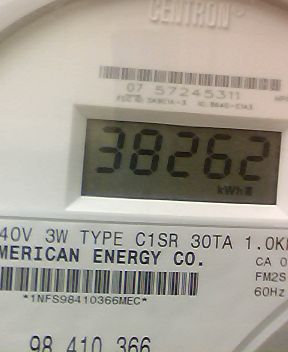 CENTRON®
07 57245311
38262
kWh
40V 3W TYPE C1SR 30TA 1.0K
MERICAN ENERGY CO.
CA 0
FM2S
60Hz
*1NFS98410366MEC*
98 410 366